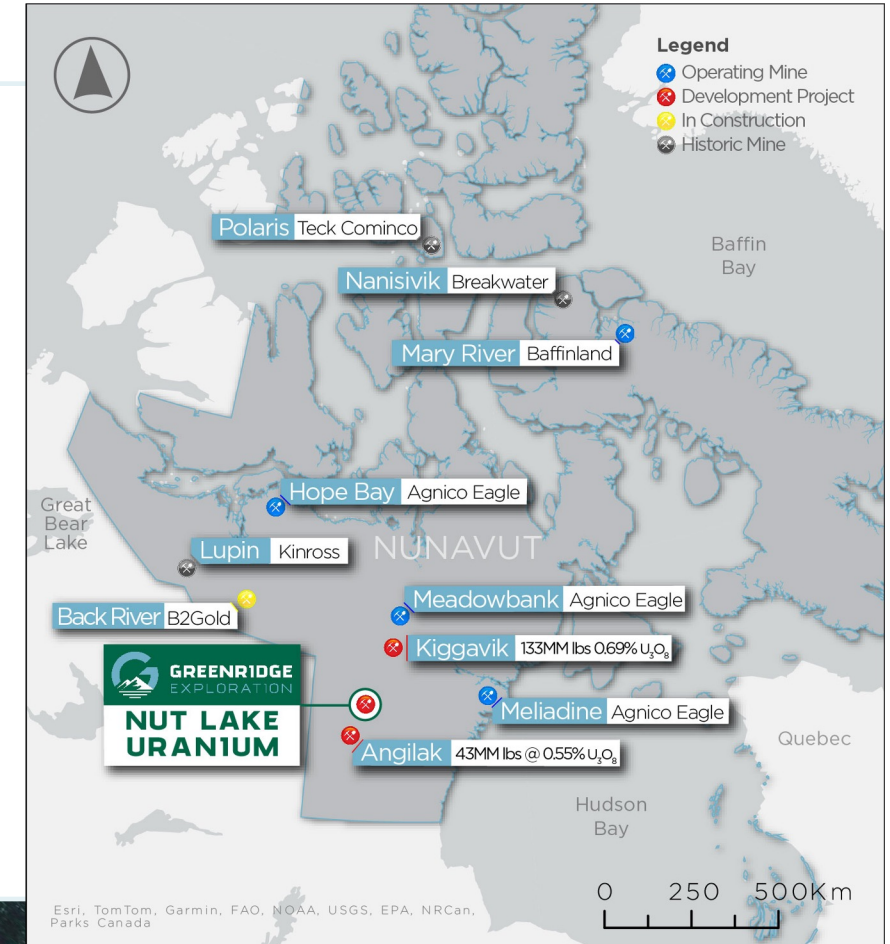 Legend
Operating Mine
Development Project
In Construction
Historic Mine
Polaris Teck Cominco
Baffin
Bay
Nanisivik Breakwater
Mary River Baffinland
Hope Bay Agnico Eagle
Great
Bear
Lake
NUNAVUT
Lupin Kinross
Meadowbank Agnico Eagle
Back River B2Gold
Kiggavik 133MM lbs 0.69% U₃O₈
GREENR1DGE
EXPLORATION
NUT LAKE
URAN1UM
Meliadine Agnico Eagle
Angilak 43MM lbs @ 0.55% U₃O₈
Quebec
Hudson
Bay
0 250 500Km
Esri, TomTom, Garmin, FAO, NOAA, USGS, EPA, NRCan,
Parks Canada